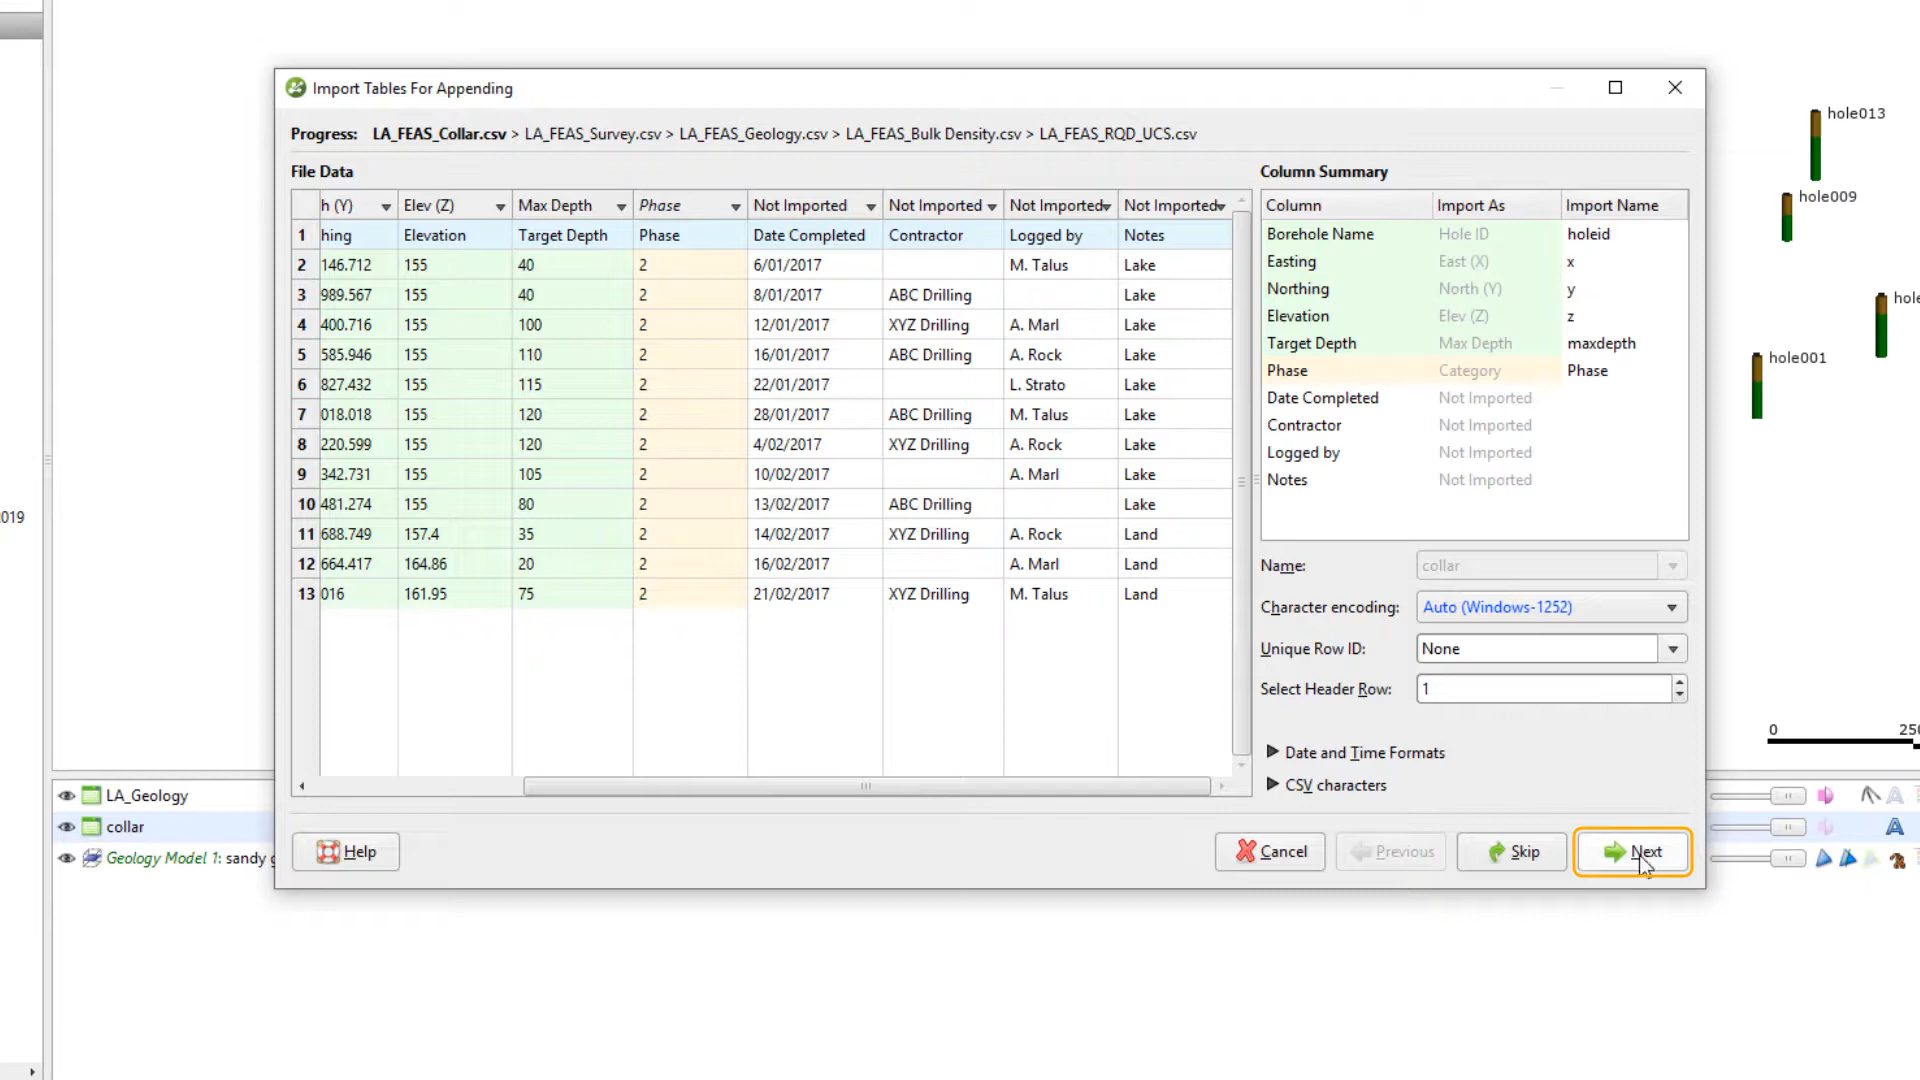 Import Tables For Appending
Progress: LA_FEAS_Collar.csv > LA_FEAS_Survey.csv > LA_FEAS_Geology.csv > LA_FEAS_Bulk Density.csv > LA_FEAS_RQD_UCS.csv
File Data
h (Y) Elev (Z) Max Depth Phase Not Imported Not Imported Not Imported Not Imported
1 hing Elevation Target Depth Phase Date Completed Contractor Logged by Notes
2 146.712 155 40 2 6/01/2017 M. Talus Lake
3 989.567 155 40 2 8/01/2017 ABC Drilling Lake
4 400.716 155 100 2 12/01/2017 XYZ Drilling A. Marl Lake
5 585.946 155 110 2 16/01/2017 ABC Drilling A. Rock Lake
6 827.432 155 115 2 22/01/2017 L. Strato Lake
7 018.018 155 120 2 28/01/2017 ABC Drilling M. Talus Lake
8 220.599 155 120 2 4/02/2017 XYZ Drilling A. Rock Lake
9 342.731 155 105 2 10/02/2017 A. Marl Lake
10 481.274 155 80 2 13/02/2017 ABC Drilling Lake
11 688.749 157.4 35 2 14/02/2017 XYZ Drilling A. Rock Land
12 664.417 164.86 20 2 16/02/2017 A. Marl Land
13 016 161.95 75 2 21/02/2017 XYZ Drilling M. Talus Land
Column Summary
Column Import As Import Name
Borehole Name Hole ID holeid
Easting East (X) x
Northing North (Y) y
Elevation Elev (Z) z
Target Depth Max Depth maxdepth
Phase Category Phase
Date Completed Not Imported
Contractor Not Imported
Logged by Not Imported
Notes Not Imported
Name: collar
Character encoding: Auto (Windows-1252)
Unique Row ID: None
Select Header Row: 1
Date and Time Formats
CSV characters
Help
Cancel
Previous
Skip
Next
hole013
hole009
hole
hole001
0 250
019
LA_Geology
collar
Geology Model 1: sandy g